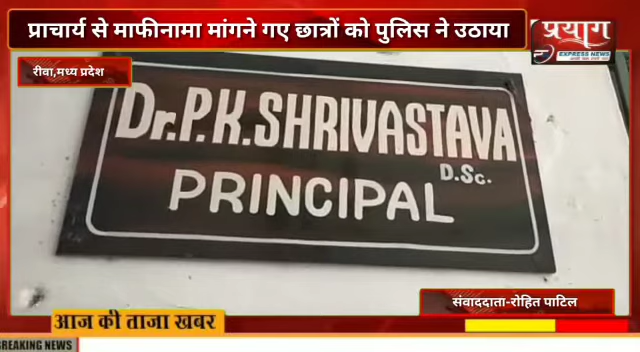 प्राचार्य से माफीनामा मांगने गए छात्रों को पुलिस ने उठाया
प्रयाग
EXPRESS NEWS
रीवा,मध्य प्रदेश
Dr.P.K.SHRIVASTAVA
D.Sc.
PRINCIPAL
संवाददाता-रोहित पाटिल
आज की ताजा खबर
BREAKING NEWS